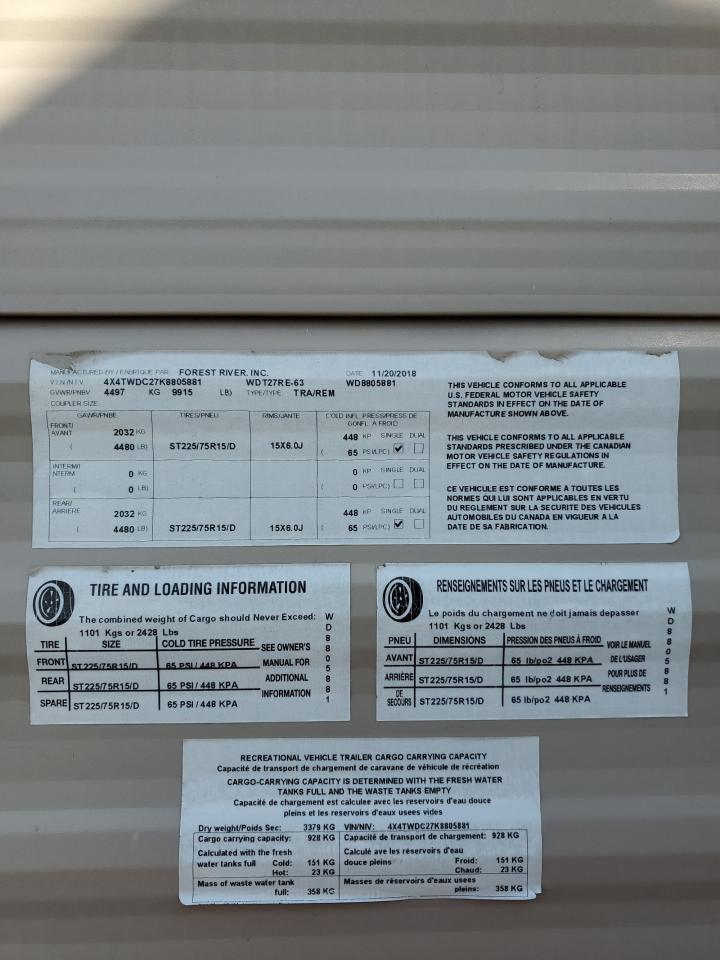 MANUFACTURED BY / FABRIQUE PAR: FOREST RIVER, INC. DATE 11/20/2018
V.I.N/N.I.V 4X4TWDC27K8805881 WDT27RE-63 WD8805881
GVWR/PNBV 4497 KG 9915 LB) TYPE/TYPE: TRA/REM
COUPLER SIZE
GAWR/PNBE TIRES/PNEU RIMS/JANTE COLD INFL PRESS/PRESS DE GONFL A FROID
FRONT/ AVANT 2032 KG 448 KP SINGLE DUAL
( 4480 LB) ST225/75R15/D 15X6.0J ( 65 PSI/LPC)
INTERM/ NTERM 0 KG 0 KP SINGLE DUAL
( 0 LB) ( 0 PSI/LPC)
REAR/ ARRIERE 2032 KG 448 KP SINGLE DUAL
( 4480 LB) ST225/75R15/D 15X6.0J ( 65 PSI/LPC)
THIS VEHICLE CONFORMS TO ALL APPLICABLE
U.S. FEDERAL MOTOR VEHICLE SAFETY
STANDARDS IN EFFECT ON THE DATE OF
MANUFACTURE SHOWN ABOVE.
THIS VEHICLE CONFORMS TO ALL APPLICABLE
STANDARDS PRESCRIBED UNDER THE CANADIAN
MOTOR VEHICLE SAFETY REGULATIONS IN
EFFECT ON THE DATE OF MANUFACTURE.
CE VEHICULE EST CONFORME A TOUTES LES
NORMES QUI LUI SONT APPLICABLES EN VERTU
DU REGLEMENT SUR LA SECURITE DES VEHICULES
AUTOMOBILES DU CANADA EN VIGUEUR A LA
DATE DE SA FABRICATION.
TIRE AND LOADING INFORMATION
The combined weight of Cargo should Never Exceed:
1101 Kgs or 2428 Lbs
TIRE SIZE COLD TIRE PRESSURE SEE OWNER'S
FRONT ST225/75R15/D 65 PSI / 448 KPA MANUAL FOR
REAR ST225/75R15/D 65 PSI / 448 KPA ADDITIONAL
SPARE ST225/75R15/D 65 PSI / 448 KPA INFORMATION
WD8805881
RENSEIGNEMENTS SUR LES PNEUS ET LE CHARGEMENT
Le poids du chargement ne doit jamais depasser
1101 Kgs or 2428 Lbs
PNEU DIMENSIONS PRESSION DES PNEUS À FROID VOIR LE MANUEL
AVANT ST225/75R15/D 65 lb/po2 448 KPA DE L'USAGER
ARRIÈRE ST225/75R15/D 65 lb/po2 448 KPA POUR PLUS DE
DE SECOURS ST225/75R15/D 65 lb/po2 448 KPA RENSEIGNEMENTS
WD8805881
RECREATIONAL VEHICLE TRAILER CARGO CARRYING CAPACITY
Capacité de transport de chargement de caravane de véhicule de récréation
CARGO-CARRYING CAPACITY IS DETERMINED WITH THE FRESH WATER
TANKS FULL AND THE WASTE TANKS EMPTY
Capacité de chargement est calculee avec les reservoirs d'eau douce
pleins et les reservoirs d'eaux usees vides
Dry weight/Poids Sec: 3379 KG VIN/NIV: 4X4TWDC27K8805881
Cargo carrying capacity: 928 KG Capacité de transport de chargement: 928 KG
Calculated with the fresh Calculé ave les réservoirs d'eau
water tanks full Cold: 151 KG douce pleins Froid: 151 KG
Hot: 23 KG Chaud: 23 KG
Mass of waste water tank Masses de réservoirs d'eaux usees
full: 358 KG pleins: 358 KG